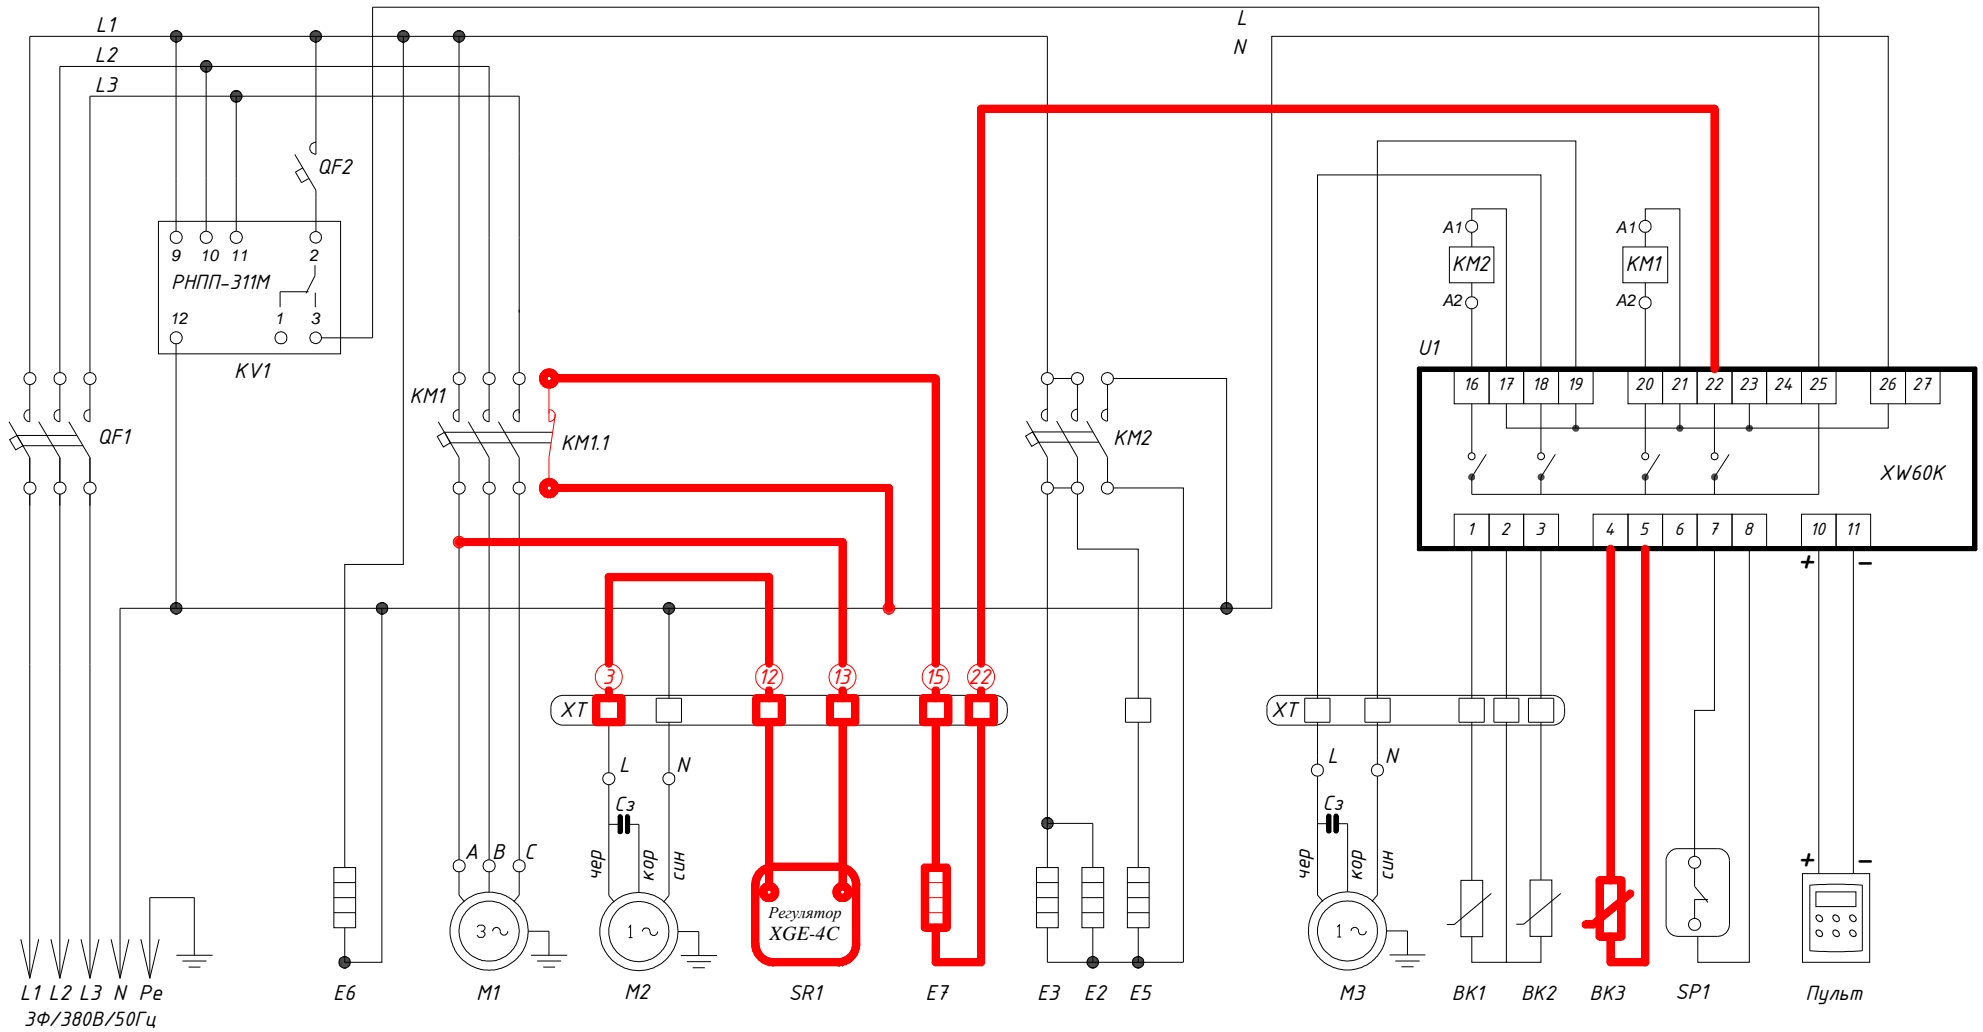 L1
L
N
L2
L3
QF2
9 10 11 2
РНПП-311М
12 1 3
KV1
A1
KM2
A2
A1
KM1
A2
U1
16 17 18 19 20 21 22 23 24 25 26 27
KM1
QF1
KM1.1
KM2
XW60K
1 2 3 4 5 6 7 8 10 11
+ -
3 12 13 15 22
XT
XT
L N
L N
Cз
Cз
A B C
чер кор син
чер кор син
+ -
Регулятор
XGE-4C
3 ~
1 ~
1 ~
L1 L2 L3 N Pe
E6 M1 M2 SR1 E7 E3 E2 E5 M3 BK1 BK2 BK3 SP1 Пульт
3Ф/380В/50Гц